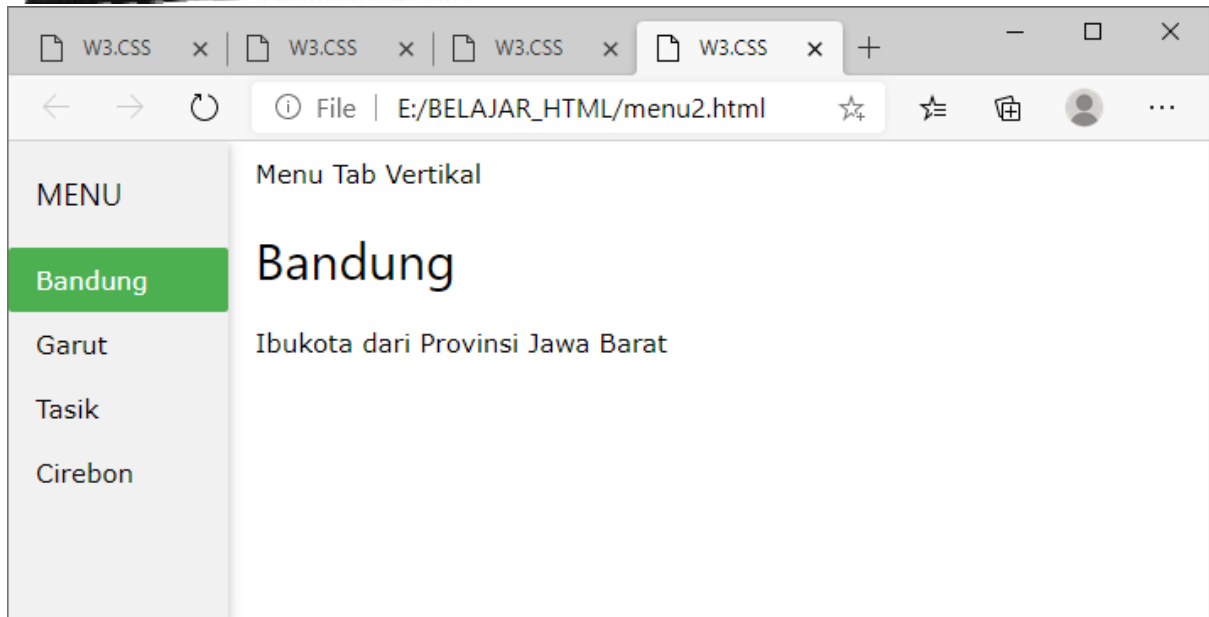 W3.CSS W3.CSS W3.CSS W3.CSS
File E:/BELAJAR_HTML/menu2.html
MENU
Bandung
Garut
Tasik
Cirebon
Menu Tab Vertikal
Bandung
Ibukota dari Provinsi Jawa Barat